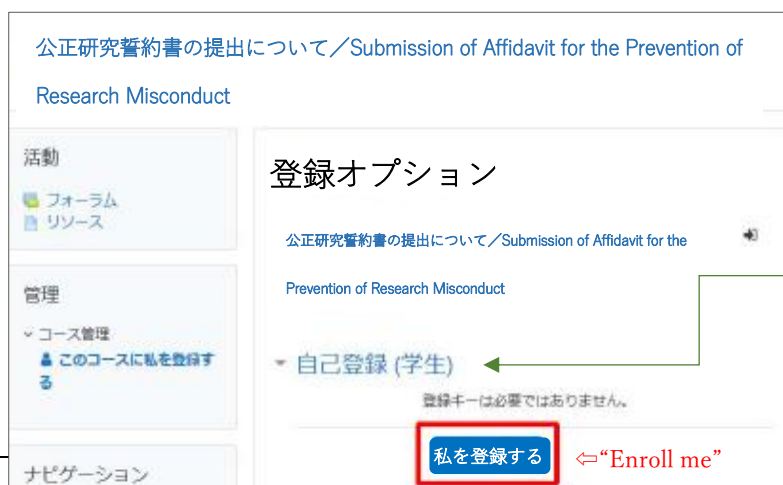 公正研究誓約書の提出について／Submission of Affidavit for the Prevention of
Research Misconduct
活動
フォーラム
リソース
管理
コース管理
このコースに私を登録す
る
ナビゲーション
登録オプション
公正研究誓約書の提出について／Submission of Affidavit for the
Prevention of Research Misconduct
自己登録 (学生)
登録キーは必要ではありません。
私を登録する
⇦“Enroll me”